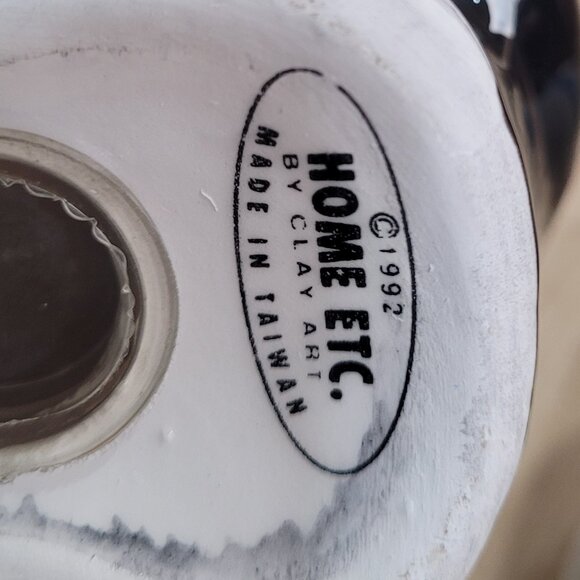 ©1992
HOME ETC.
BY CLAY ART
MADE IN TAIWAN